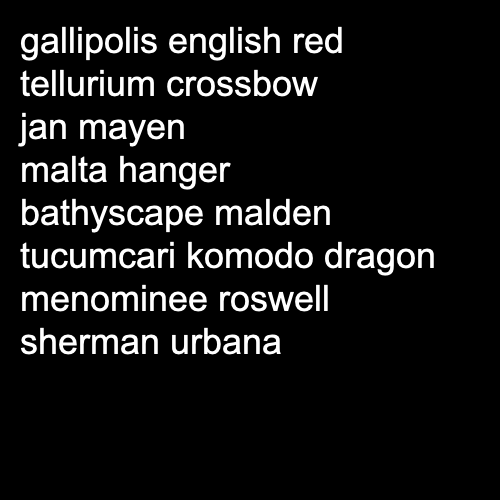 gallipolis english red
tellurium crossbow
jan mayen
malta hanger
bathyscape malden
tucumcari komodo dragon
menominee roswell
sherman urbana